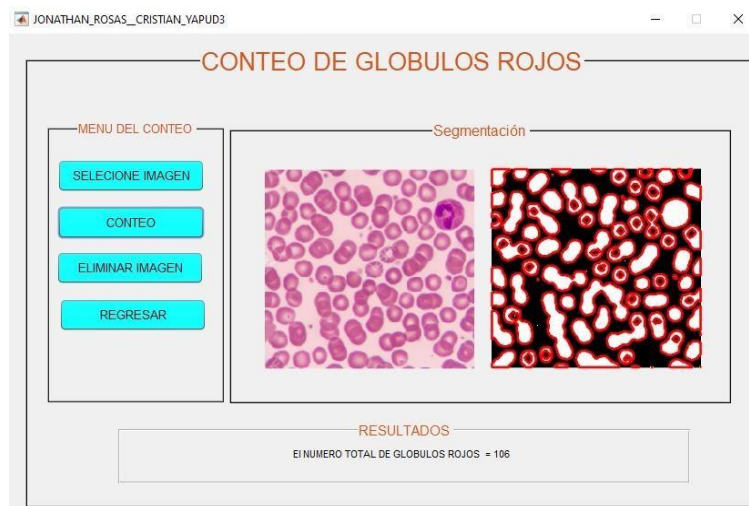 JONATHAN_ROSAS__CRISTIAN_YAPUD3
CONTEO DE GLOBULOS ROJOS
MENU DEL CONTEO
SELECIONE IMAGEN
CONTEO
ELIMINAR IMAGEN
REGRESAR
Segmentación
RESULTADOS
El NUMERO TOTAL DE GLOBULOS ROJOS = 106